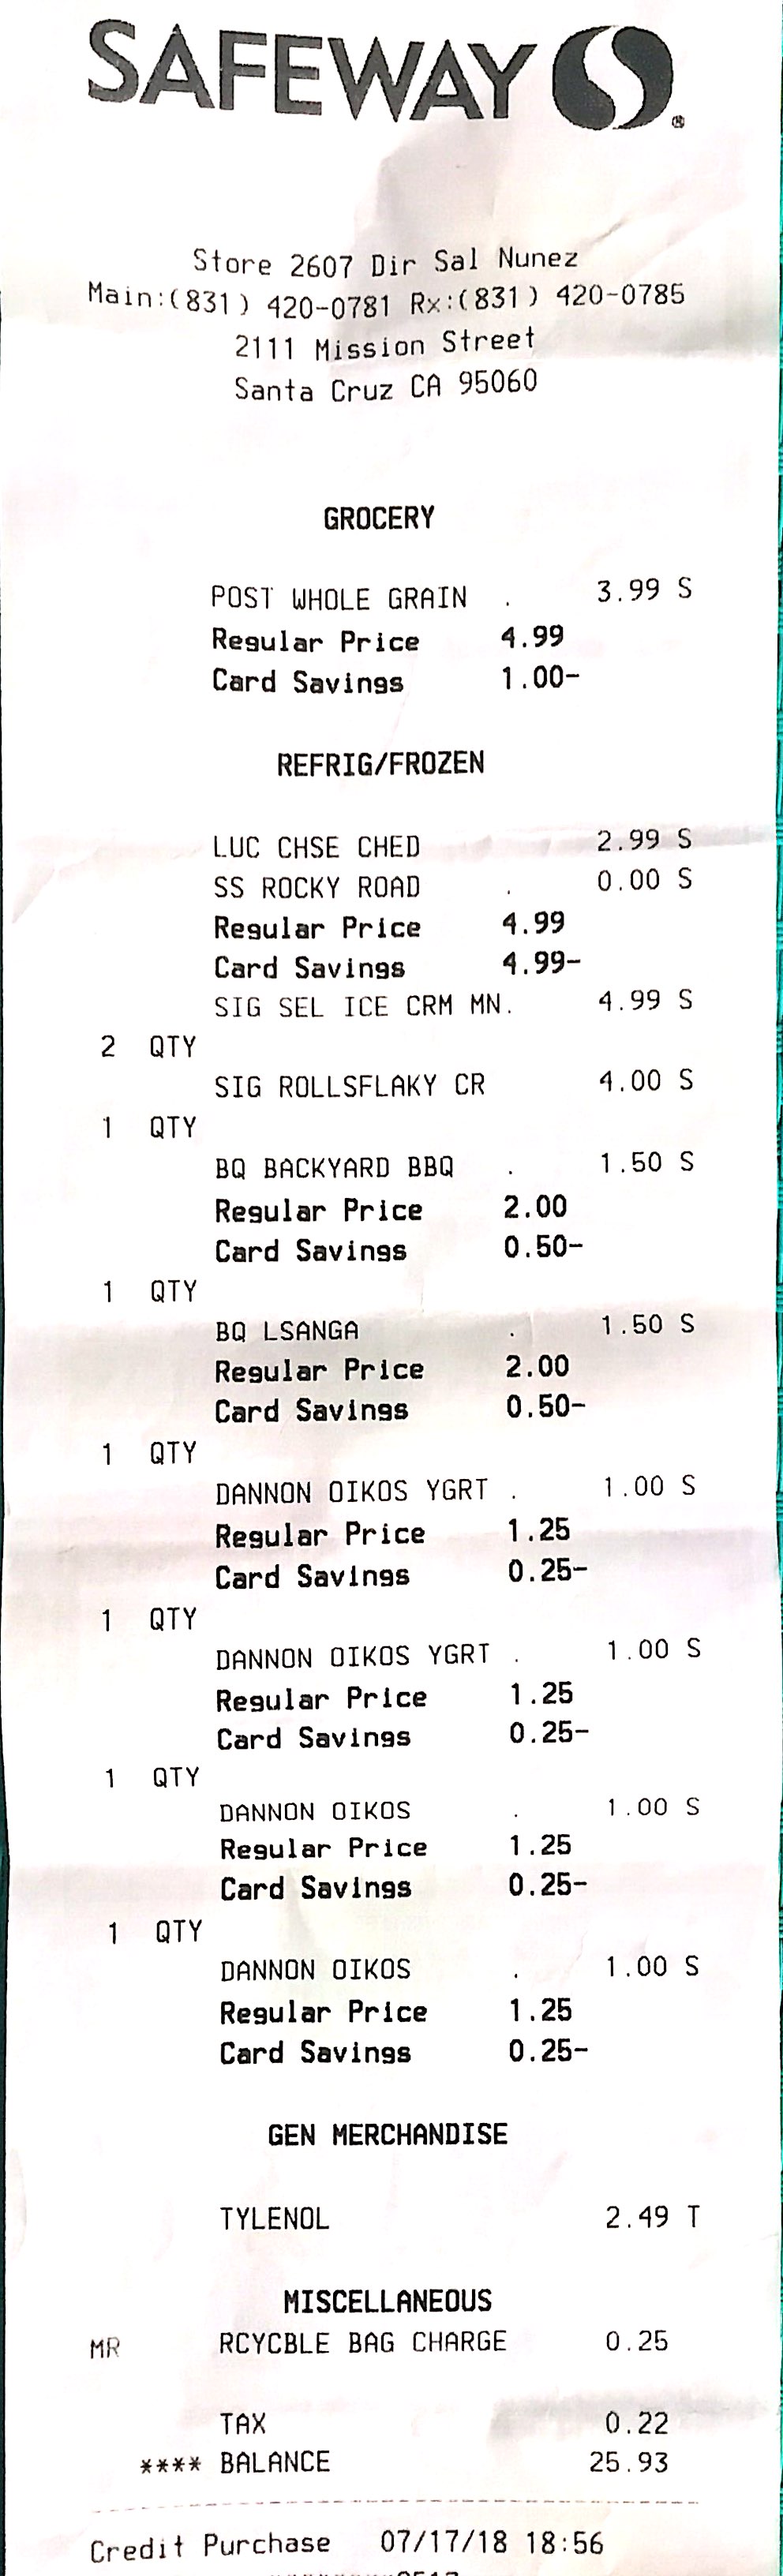 SAFEWAY ®
Store 2607 Dir Sal Nunez
Main:(831) 420-0781 Rx:(831) 420-0785
2111 Mission Street
Santa Cruz CA 95060
GROCERY
POST WHOLE GRAIN . 3.99 S
Regular Price 4.99
Card Savings 1.00-
REFRIG/FROZEN
LUC CHSE CHED 2.99 S
SS ROCKY ROAD . 0.00 S
Regular Price 4.99
Card Savings 4.99-
SIG SEL ICE CRM MN. 4.99 S
2 QTY
SIG ROLLSFLAKY CR 4.00 S
1 QTY
BQ BACKYARD BBQ . 1.50 S
Regular Price 2.00
Card Savings 0.50-
1 QTY
BQ LSANGA . 1.50 S
Regular Price 2.00
Card Savings 0.50-
1 QTY
DANNON OIKOS YGRT . 1.00 S
Regular Price 1.25
Card Savings 0.25-
1 QTY
DANNON OIKOS YGRT . 1.00 S
Regular Price 1.25
Card Savings 0.25-
1 QTY
DANNON OIKOS . 1.00 S
Regular Price 1.25
Card Savings 0.25-
1 QTY
DANNON OIKOS . 1.00 S
Regular Price 1.25
Card Savings 0.25-
GEN MERCHANDISE
TYLENOL 2.49 T
MISCELLANEOUS
MR RCYCBLE BAG CHARGE 0.25
TAX 0.22
**** BALANCE 25.93
Credit Purchase 07/17/18 18:56